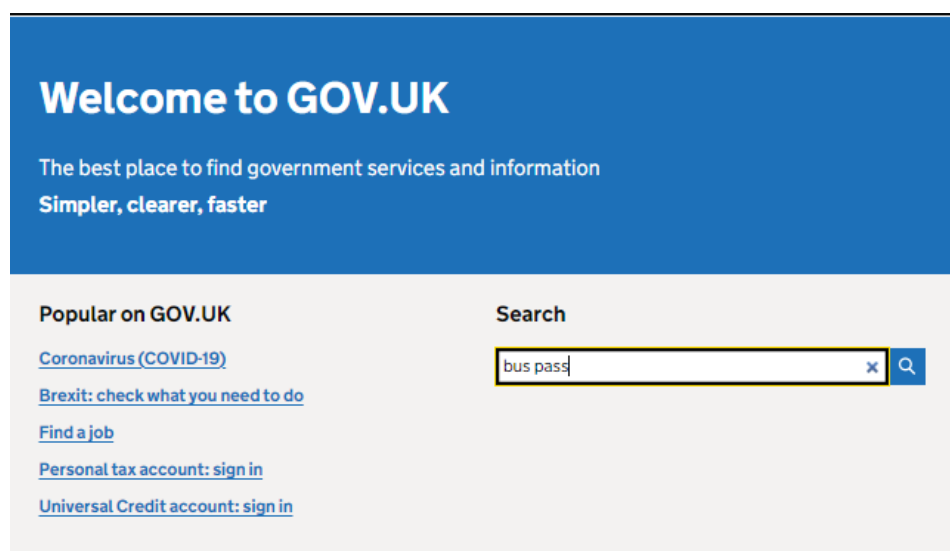 Welcome to GOV.UK
The best place to find government services and information
Simpler, clearer, faster
Popular on GOV.UK
Coronavirus (COVID-19)
Brexit: check what you need to do
Find a job
Personal tax account: sign in
Universal Credit account: sign in
Search
bus pass